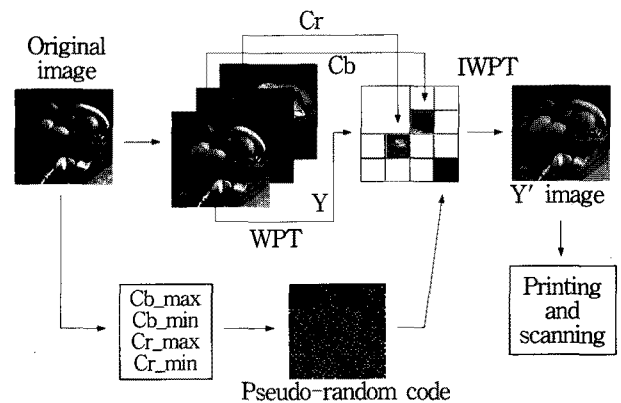 Cr
Original
image
Cb
IWPT
Y
WPT
Y′ image
Cb_max
Cb_min
Cr_max
Cr_min
Printing
and
scanning
Pseudo-random code